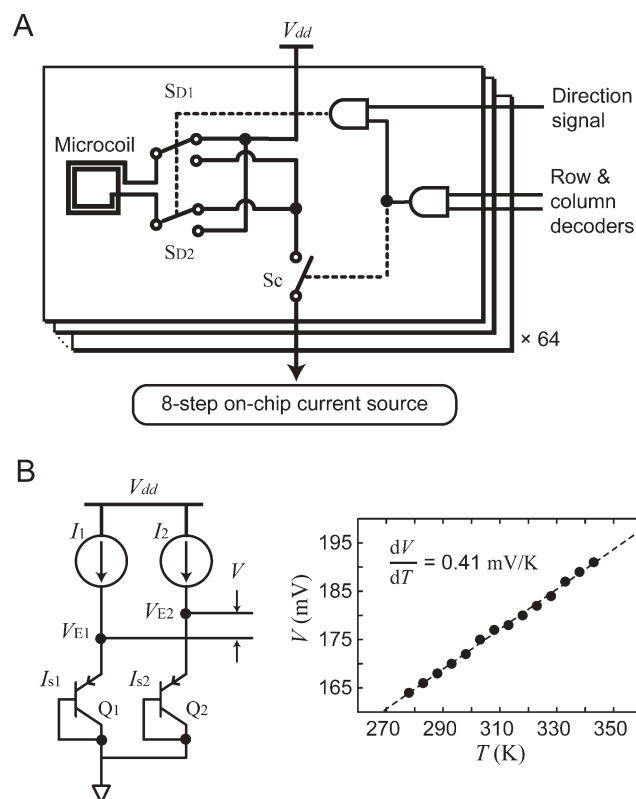 A
Vdd
SD1
Direction
signal
Microcoil
Row &
column
decoders
SD2
Sc
× 64
8-step on-chip current source
B
Vdd
I1
I2
V
VE2
VE1
Is1
Is2
Q1
Q2
dV
dT
= 0.41 mV/K
195
185
175
165
V (mV)
270 290 310 330 350
T (K)